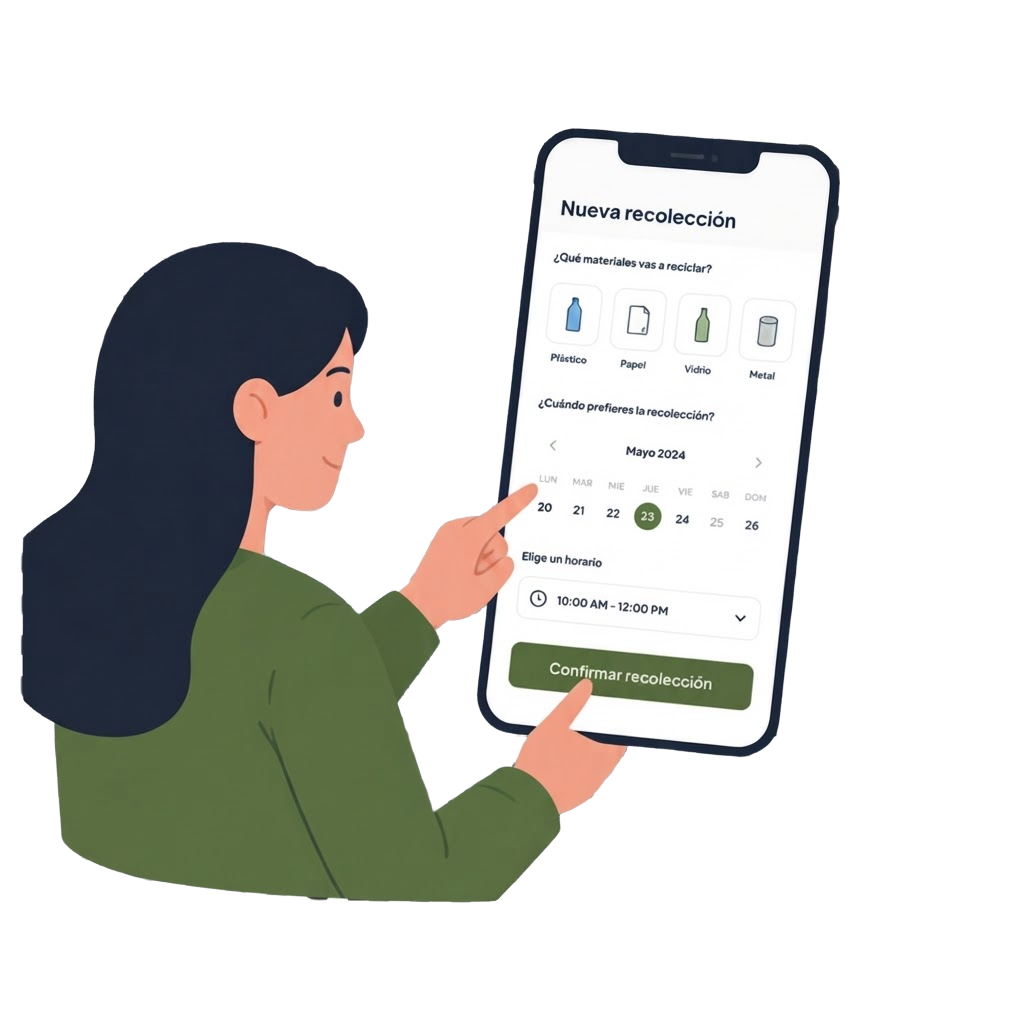 Nueva recolección
¿Qué materiales vas a reciclar?
Plástico Papel Vidrio Metal
¿Cuándo prefieres la recolección?
Mayo 2024
LUN MAR MIE JUE VIE SAB DOM
20 21 22 23 24 25 26
Elige un horario
10:00 AM - 12:00 PM
Confirmar recolección